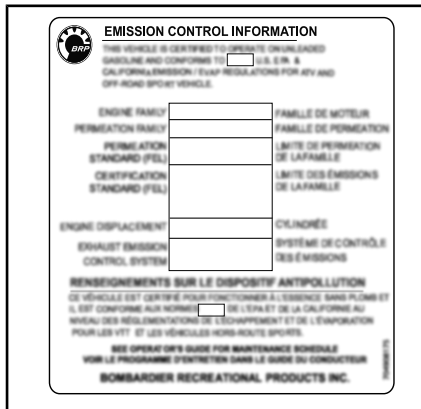 BRP
EMISSION CONTROL INFORMATION
THIS VEHICLE IS CERTIFIED TO OPERATE ON UNLEADED
GASOLINE AND CONFORMS TO U.S. EPA &
CALIFORNIA EMISSION / EVAP REGULATIONS FOR ATV AND
OFF-ROAD SPORT VEHICLE.
ENGINE FAMILY FAMILLE DE MOTEUR
PERMEATION FAMILY FAMILLE DE PERMEATION
PERMEATION LIMITE DE PERMEATION
STANDARD (FEL) DE LA FAMILLE
CERTIFICATION LIMITE DES ÉMISSIONS
STANDARD (FEL) DE LA FAMILLE
ENGINE DISPLACEMENT CYLINDRÉE
EXHAUST EMISSION SYSTÈME DE CONTRÔLE
CONTROL SYSTEM DES ÉMISSIONS
RENSEIGNEMENTS SUR LE DISPOSITIF ANTIPOLLUTION
CE VÉHICULE EST CERTIFIÉ POUR FONCTIONNER À L'ESSENCE SANS PLOMB ET
IL EST CONFORME AUX NORMES DE L'EPA ET DE LA CALIFORNIE AU
NIVEAU DES RÉGLEMENTATIONS DE L'ÉCHAPPEMENT ET DE L'ÉVAPORATION
POUR LES VTT ET LES VÉHICULES HORS-ROUTE SPORTS.
SEE OPERATOR'S GUIDE FOR MAINTENANCE SCHEDULE
VOIR LE PROGRAMME D'ENTRETIEN DANS LE GUIDE DU CONDUCTEUR
BOMBARDIER RECREATIONAL PRODUCTS INC.